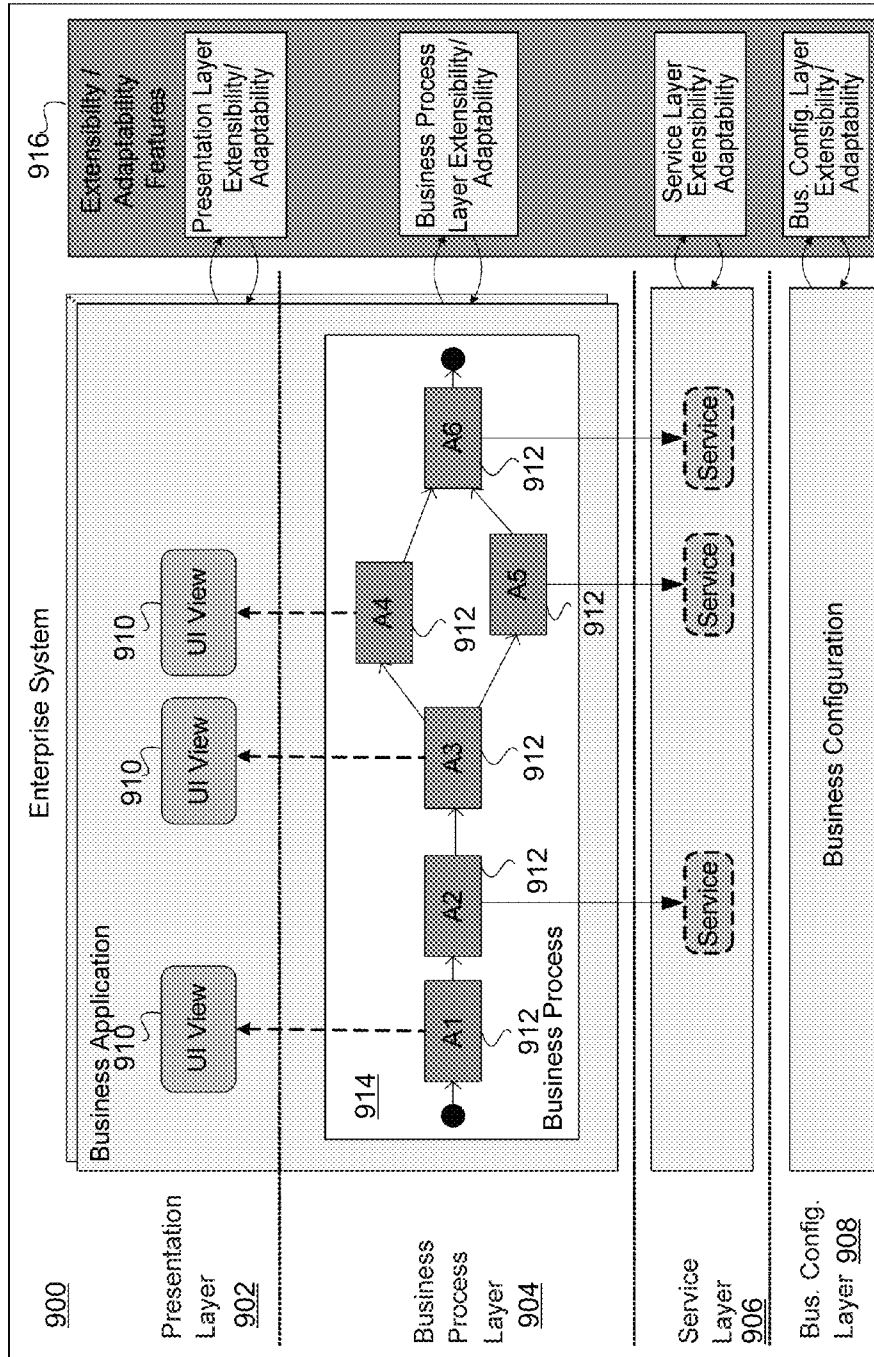 900
Enterprise System
916
Extensibility /
Adaptability
Features
Presentation
Layer
902
Business Application
910
UI View
910
UI View
910
UI View
Presentation Layer
Extensibility/
Adaptability
Business
Process
Layer
904
914
A1
912
A2
912
A3
912
A4
912
A5
912
A6
912
Business Process
Business Process
Layer Extensibility/
Adaptability
Service
Layer
906
Service
Service
Service
Service Layer
Extensibility/
Adaptability
Bus. Config.
Layer 908
Business Configuration
Bus. Config. Layer
Extensibility/
Adaptability